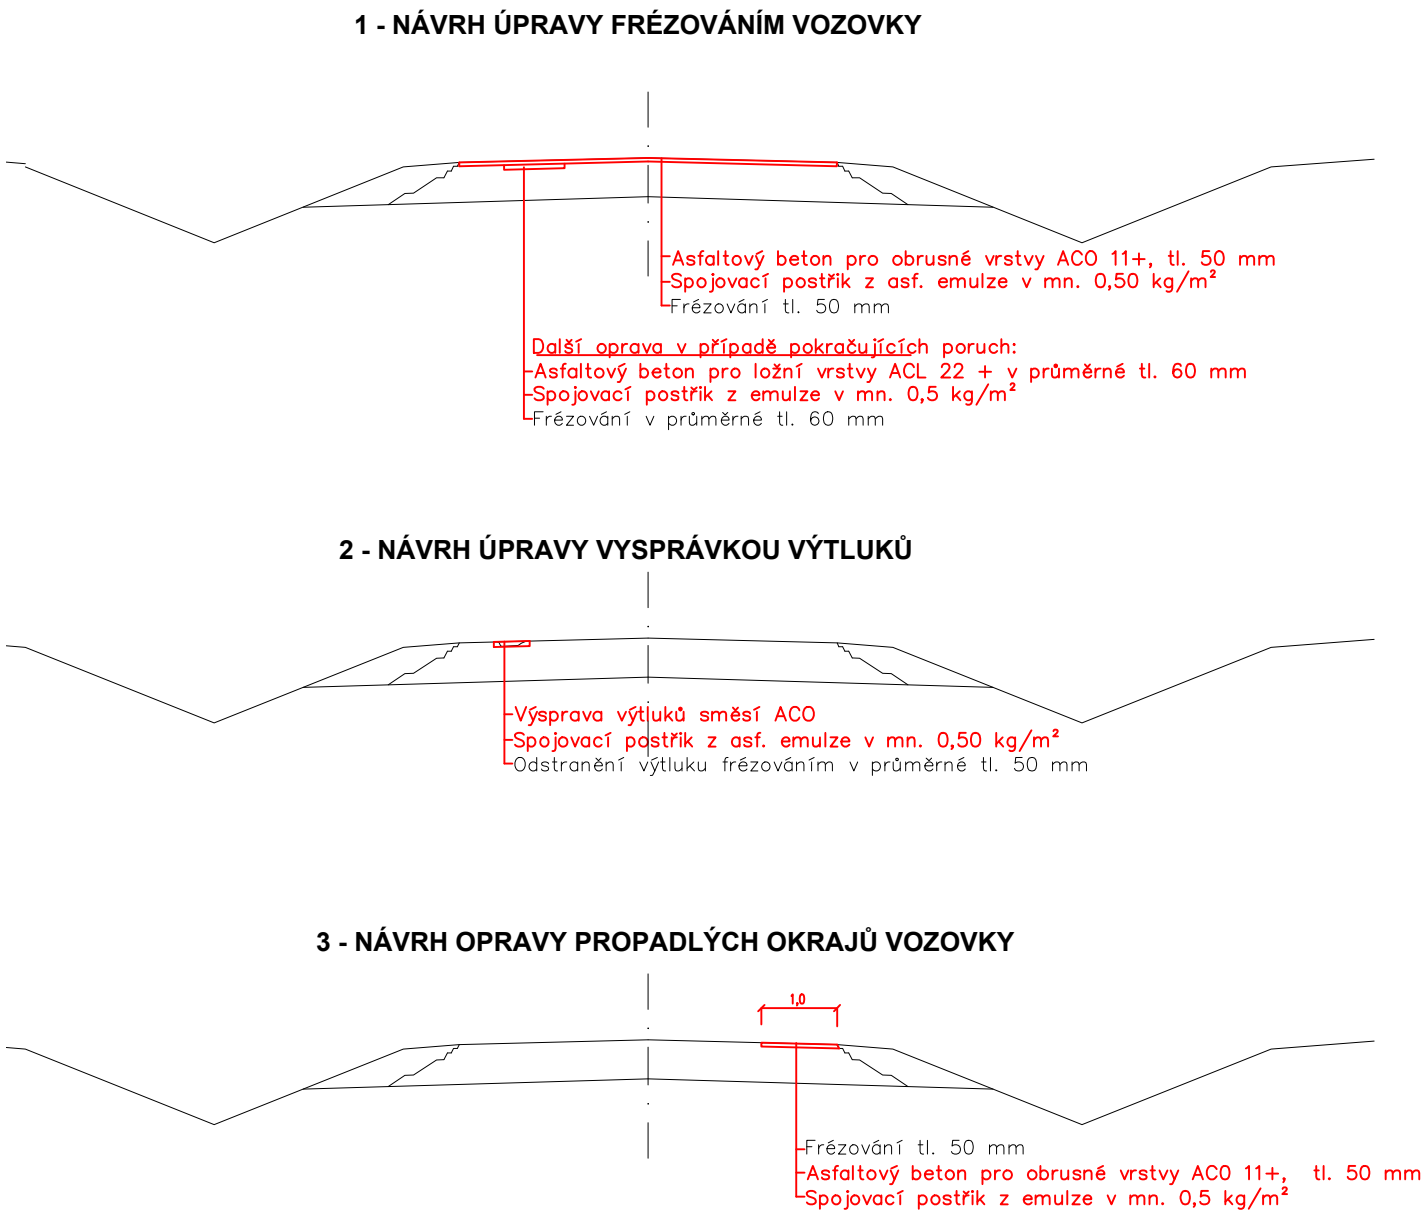 1 - NÁVRH ÚPRAVY FRÉZOVÁNÍM VOZOVKY
Asfaltový beton pro obrusné vrstvy ACO 11+, tl. 50 mm
Spojovací postřik z asf. emulze v mn. 0,50 kg/m²
Frézování tl. 50 mm
Další oprava v případě pokračujících poruch:
Asfaltový beton pro ložní vrstvy ACL 22 + v průměrné tl. 60 mm
Spojovací postřik z emulze v mn. 0,5 kg/m²
Frézování v průměrné tl. 60 mm
2 - NÁVRH ÚPRAVY VYSPRÁVKOU VÝTLUKŮ
Výsprava výtluků směsí ACO
Spojovací postřik z asf. emulze v mn. 0,50 kg/m²
Odstranění výtluku frézováním v průměrné tl. 50 mm
3 - NÁVRH OPRAVY PROPADLÝCH OKRAJŮ VOZOVKY
1,0
Frézování tl. 50 mm
Asfaltový beton pro obrusné vrstvy ACO 11+, tl. 50 mm
Spojovací postřik z emulze v mn. 0,5 kg/m²